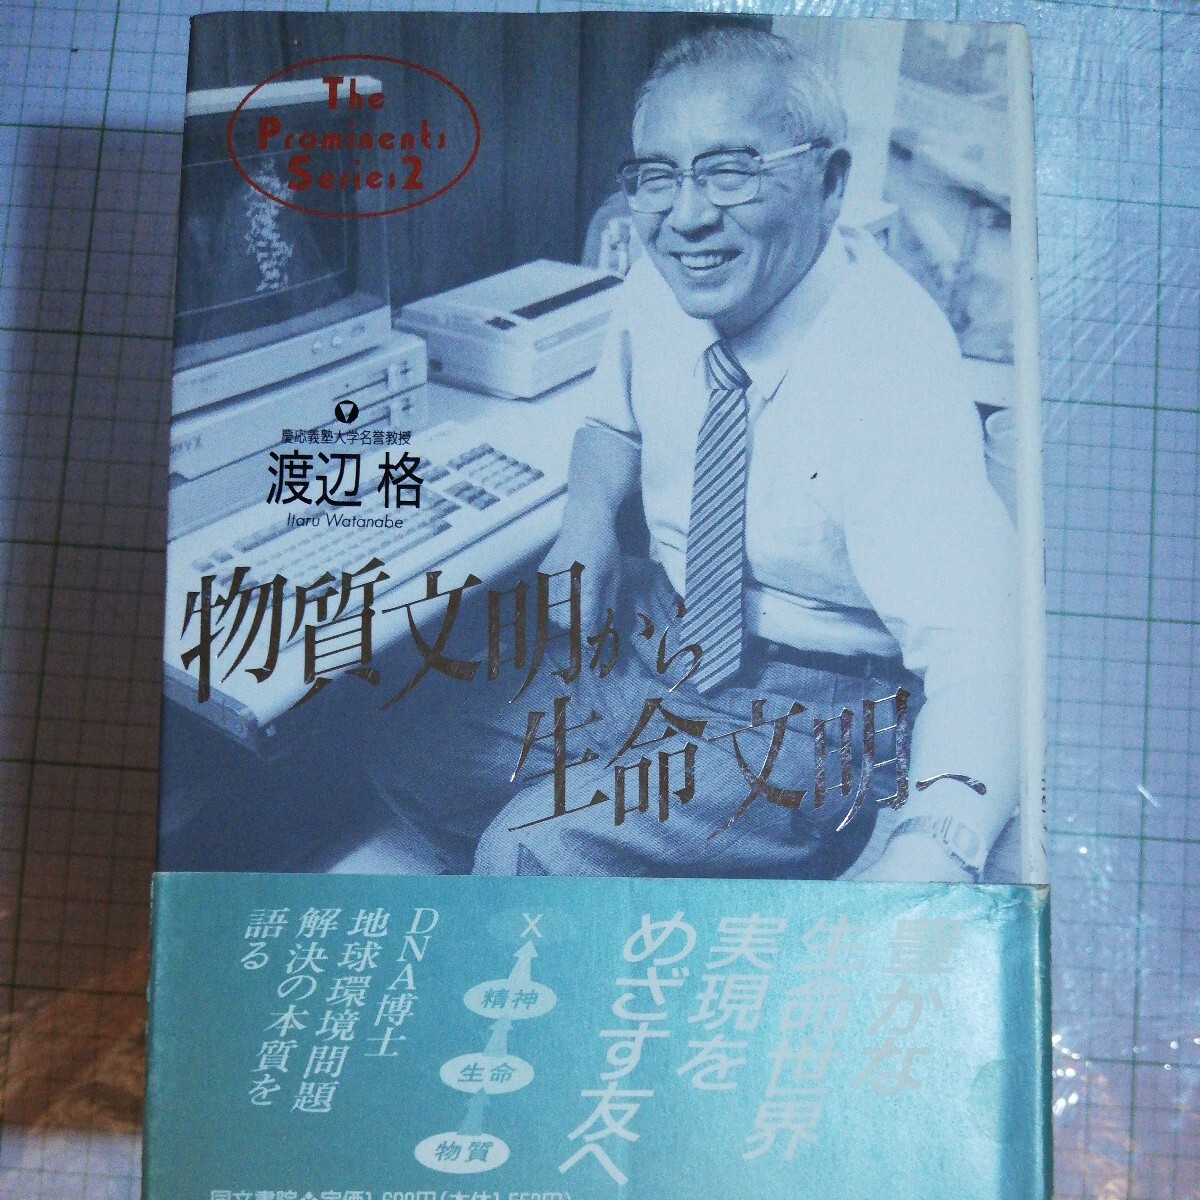 The
Prominents
Series2
慶応義塾大学名誉教授
渡辺 格
Itaru Watanabe
物質文明から
生命文明へ
豊かな
生命世界
実現を
めざす友へ
X
精神
生命
物質
DNA博士
地球環境問題
解決の本質を
語る